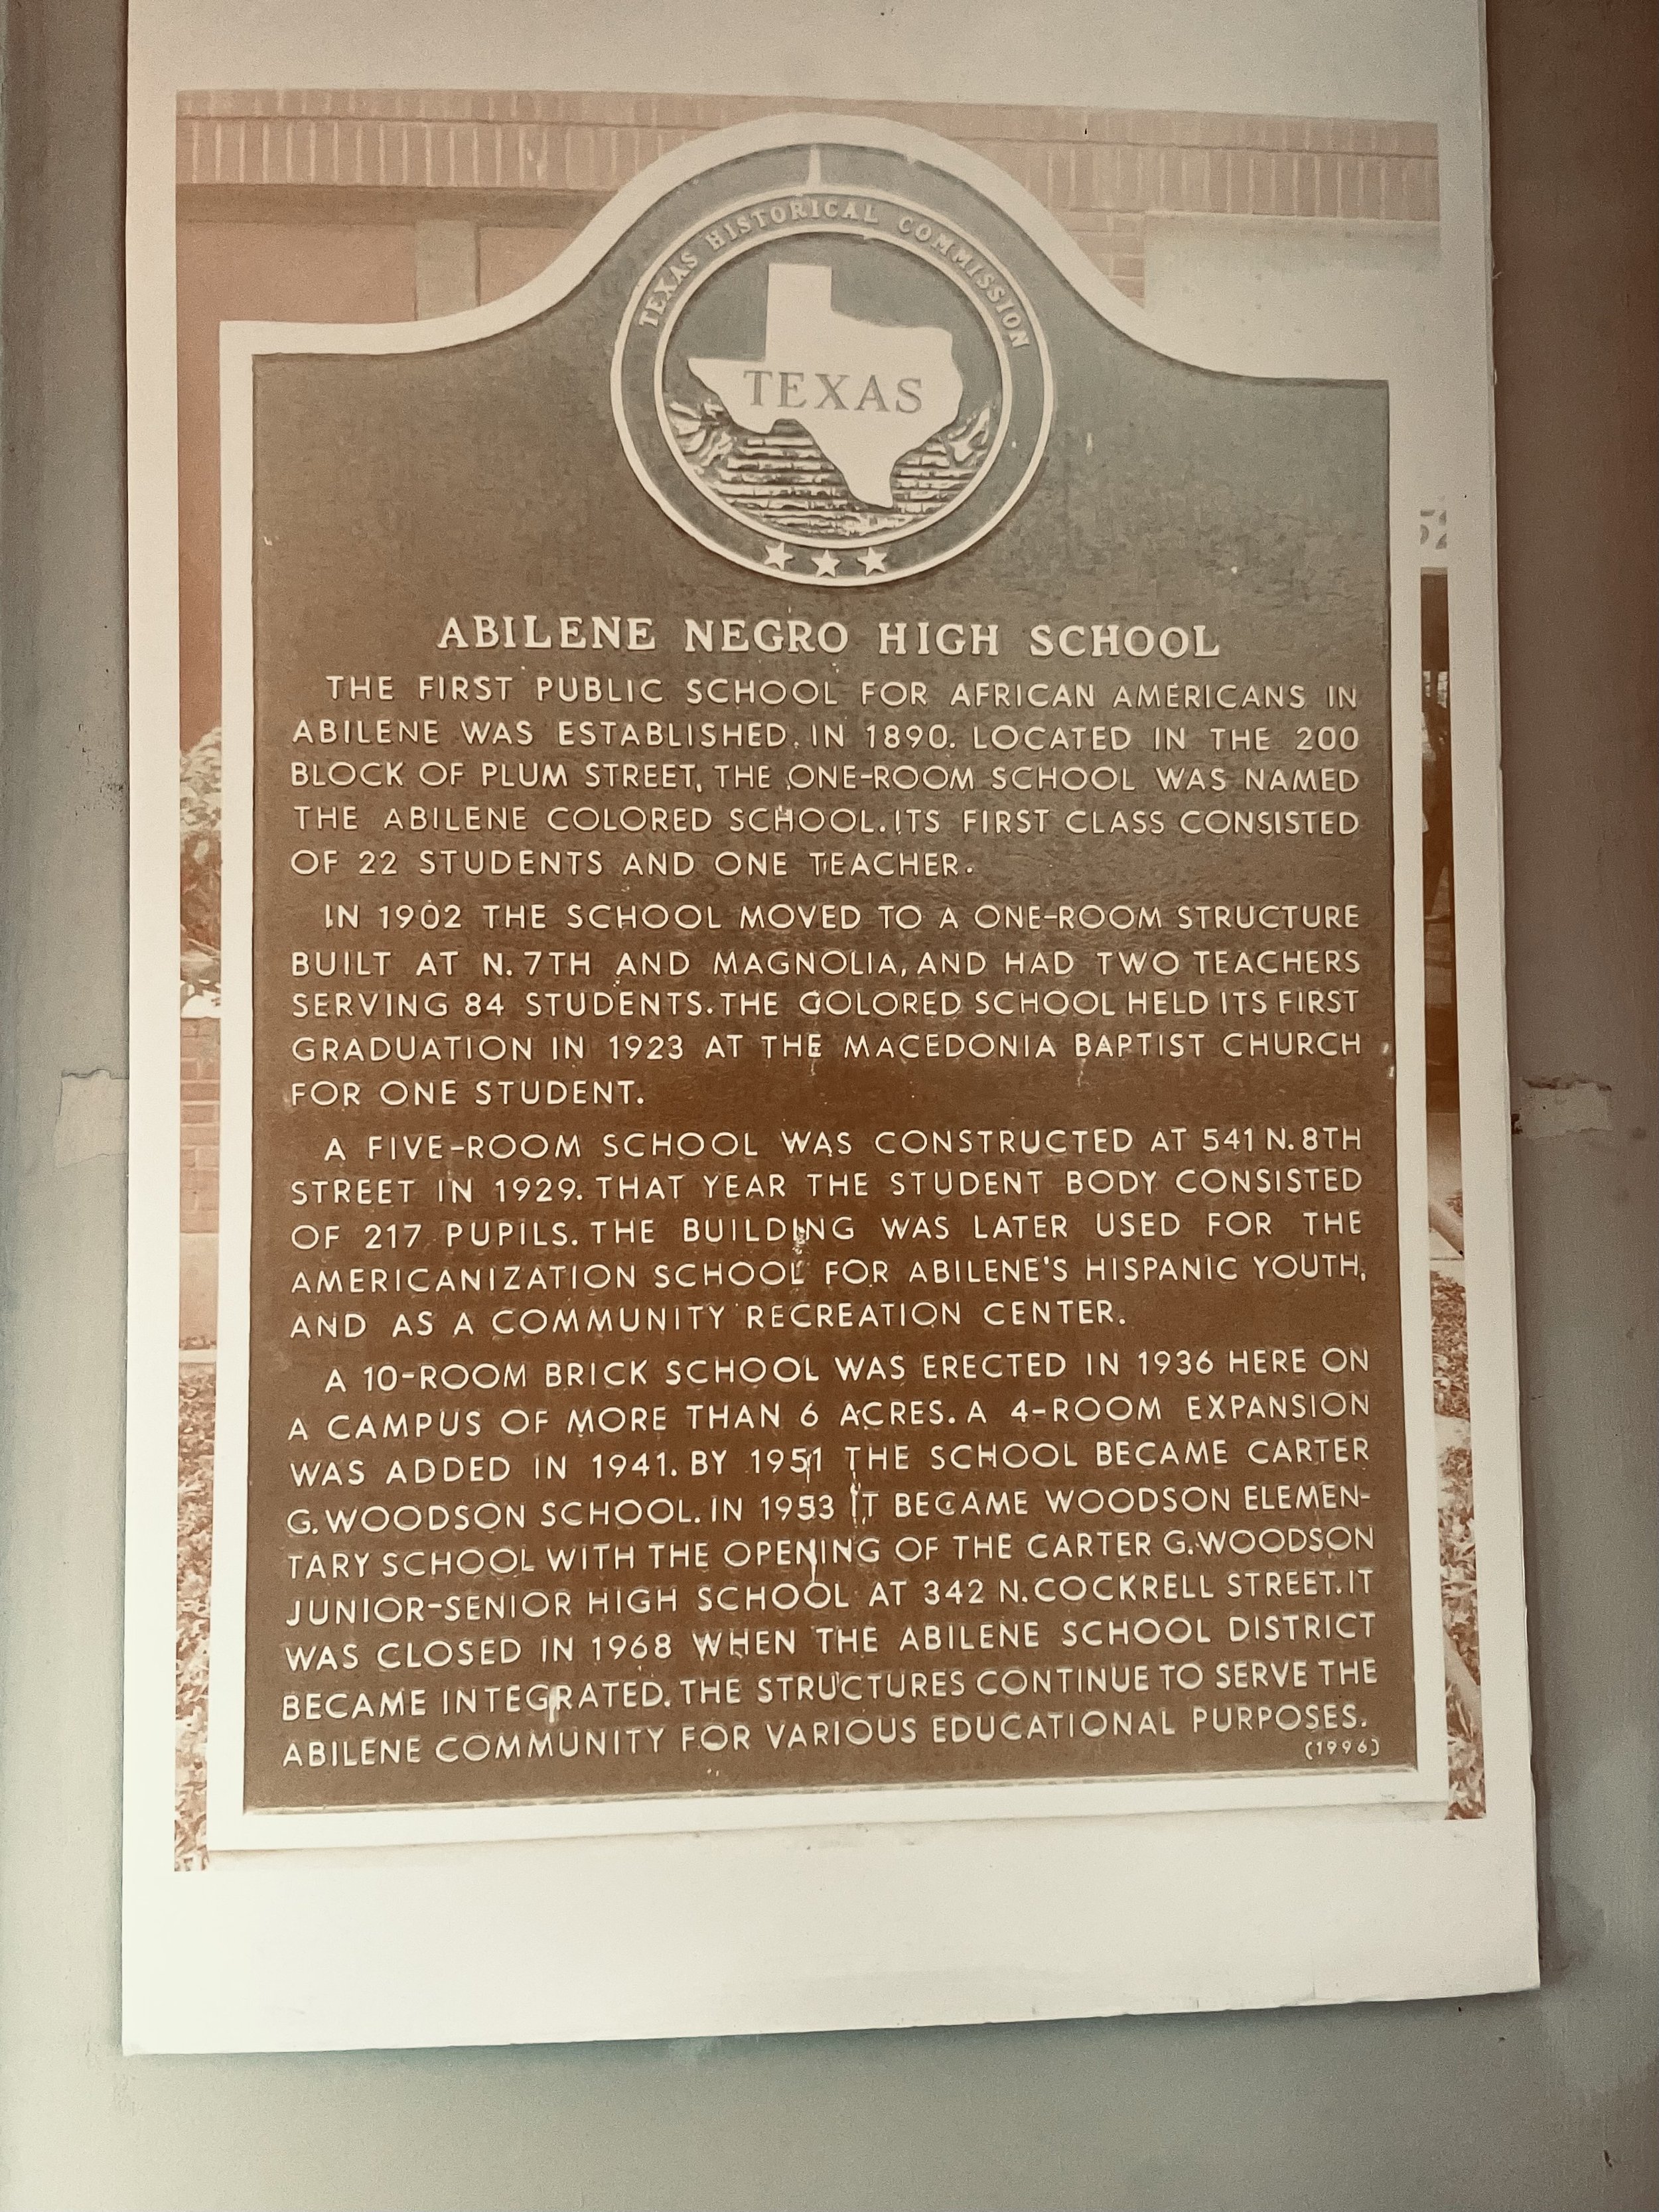 TEXAS HISTORICAL COMMISSION
TEXAS
52
ABILENE NEGRO HIGH SCHOOL
THE FIRST PUBLIC SCHOOL FOR AFRICAN AMERICANS IN
ABILENE WAS ESTABLISHED IN 1890. LOCATED IN THE 200
BLOCK OF PLUM STREET, THE ONE-ROOM SCHOOL WAS NAMED
THE ABILENE COLORED SCHOOL. ITS FIRST CLASS CONSISTED
OF 22 STUDENTS AND ONE TEACHER.
IN 1902 THE SCHOOL MOVED TO A ONE-ROOM STRUCTURE
BUILT AT N. 7TH AND MAGNOLIA, AND HAD TWO TEACHERS
SERVING 84 STUDENTS. THE COLORED SCHOOL HELD ITS FIRST
GRADUATION IN 1923 AT THE MACEDONIA BAPTIST CHURCH
FOR ONE STUDENT.
A FIVE-ROOM SCHOOL WAS CONSTRUCTED AT 541 N. 8TH
STREET IN 1929. THAT YEAR THE STUDENT BODY CONSISTED
OF 217 PUPILS. THE BUILDING WAS LATER USED FOR THE
AMERICANIZATION SCHOOL FOR ABILENE'S HISPANIC YOUTH,
AND AS A COMMUNITY RECREATION CENTER.
A 10-ROOM BRICK SCHOOL WAS ERECTED IN 1936 HERE ON
A CAMPUS OF MORE THAN 6 ACRES. A 4-ROOM EXPANSION
WAS ADDED IN 1941. BY 1951 THE SCHOOL BECAME CARTER
G. WOODSON SCHOOL. IN 1953 IT BECAME WOODSON ELEMEN-
TARY SCHOOL WITH THE OPENING OF THE CARTER G. WOODSON
JUNIOR-SENIOR HIGH SCHOOL AT 342 N. COCKRELL STREET. IT
WAS CLOSED IN 1968 WHEN THE ABILENE SCHOOL DISTRICT
BECAME INTEGRATED. THE STRUCTURES CONTINUE TO SERVE THE
ABILENE COMMUNITY FOR VARIOUS EDUCATIONAL PURPOSES.
(1996)